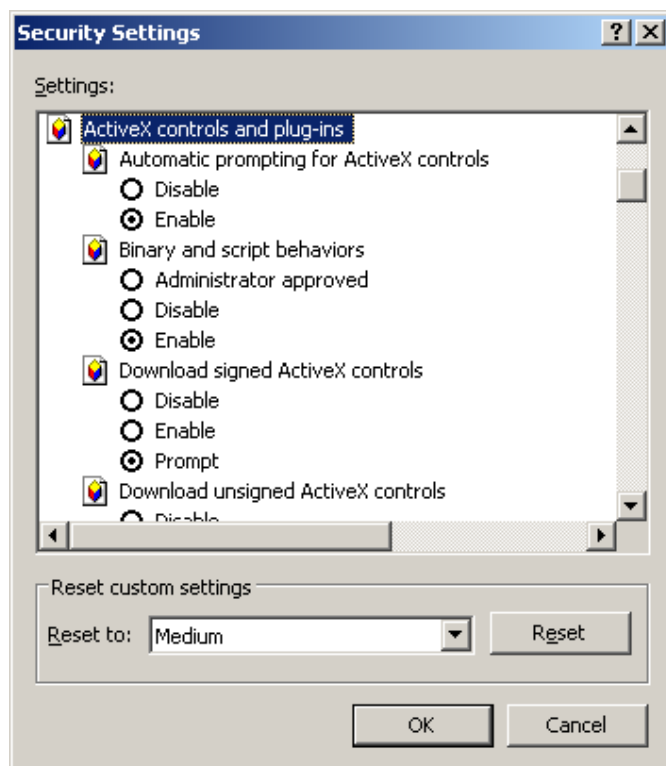 Security Settings
Settings:
ActiveX controls and plug-ins
Automatic prompting for ActiveX controls
Disable
Enable
Binary and script behaviors
Administrator approved
Disable
Enable
Download signed ActiveX controls
Disable
Enable
Prompt
Download unsigned ActiveX controls
Disable
Reset custom settings
Reset to: Medium Reset
OK Cancel